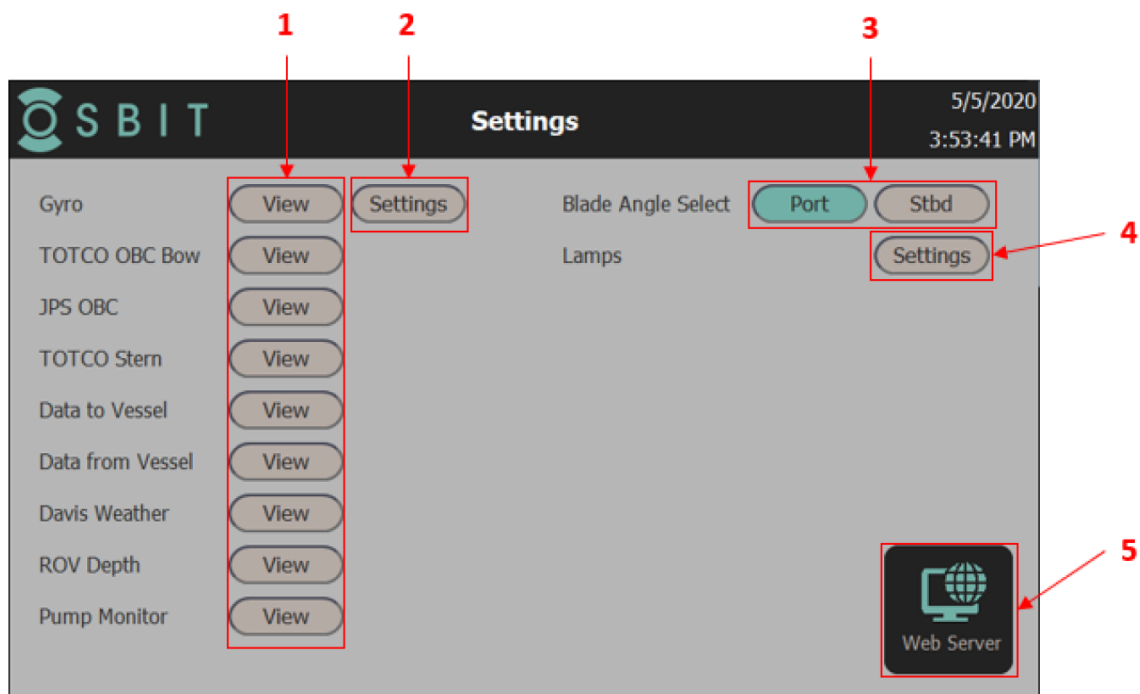 1 2 3
OSBIT
Settings
5/5/2020
3:53:41 PM
Gyro View Settings Blade Angle Select Port Stbd
TOTCO OBC Bow View Lamps Settings
4
JPS OBC View
TOTCO Stern View
Data to Vessel View
Data from Vessel View
Davis Weather View
ROV Depth View
5
Pump Monitor View
Web Server